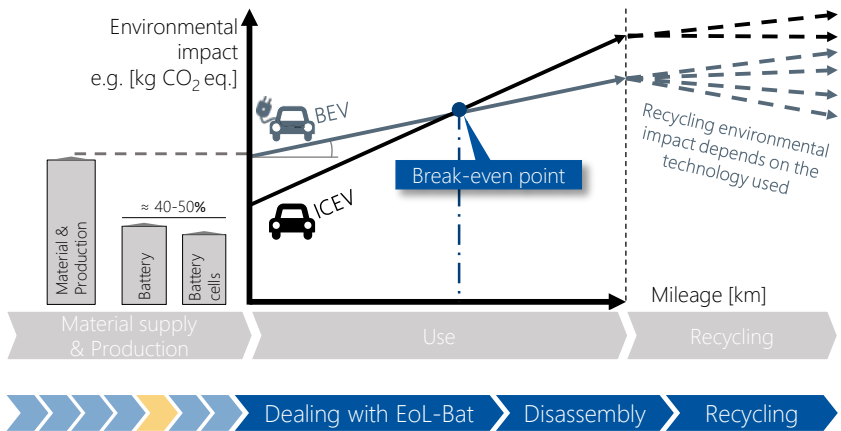 Environmental
impact
e.g. [kg CO₂ eq.]
BEV
ICEV
Break-even point
Recycling environmental
impact depends on the
technology used
≈ 40-50%
Material &
Production
Battery
Battery
cells
Mileage [km]
Material supply
& Production
Use
Recycling
Dealing with EoL-Bat
Disassembly
Recycling